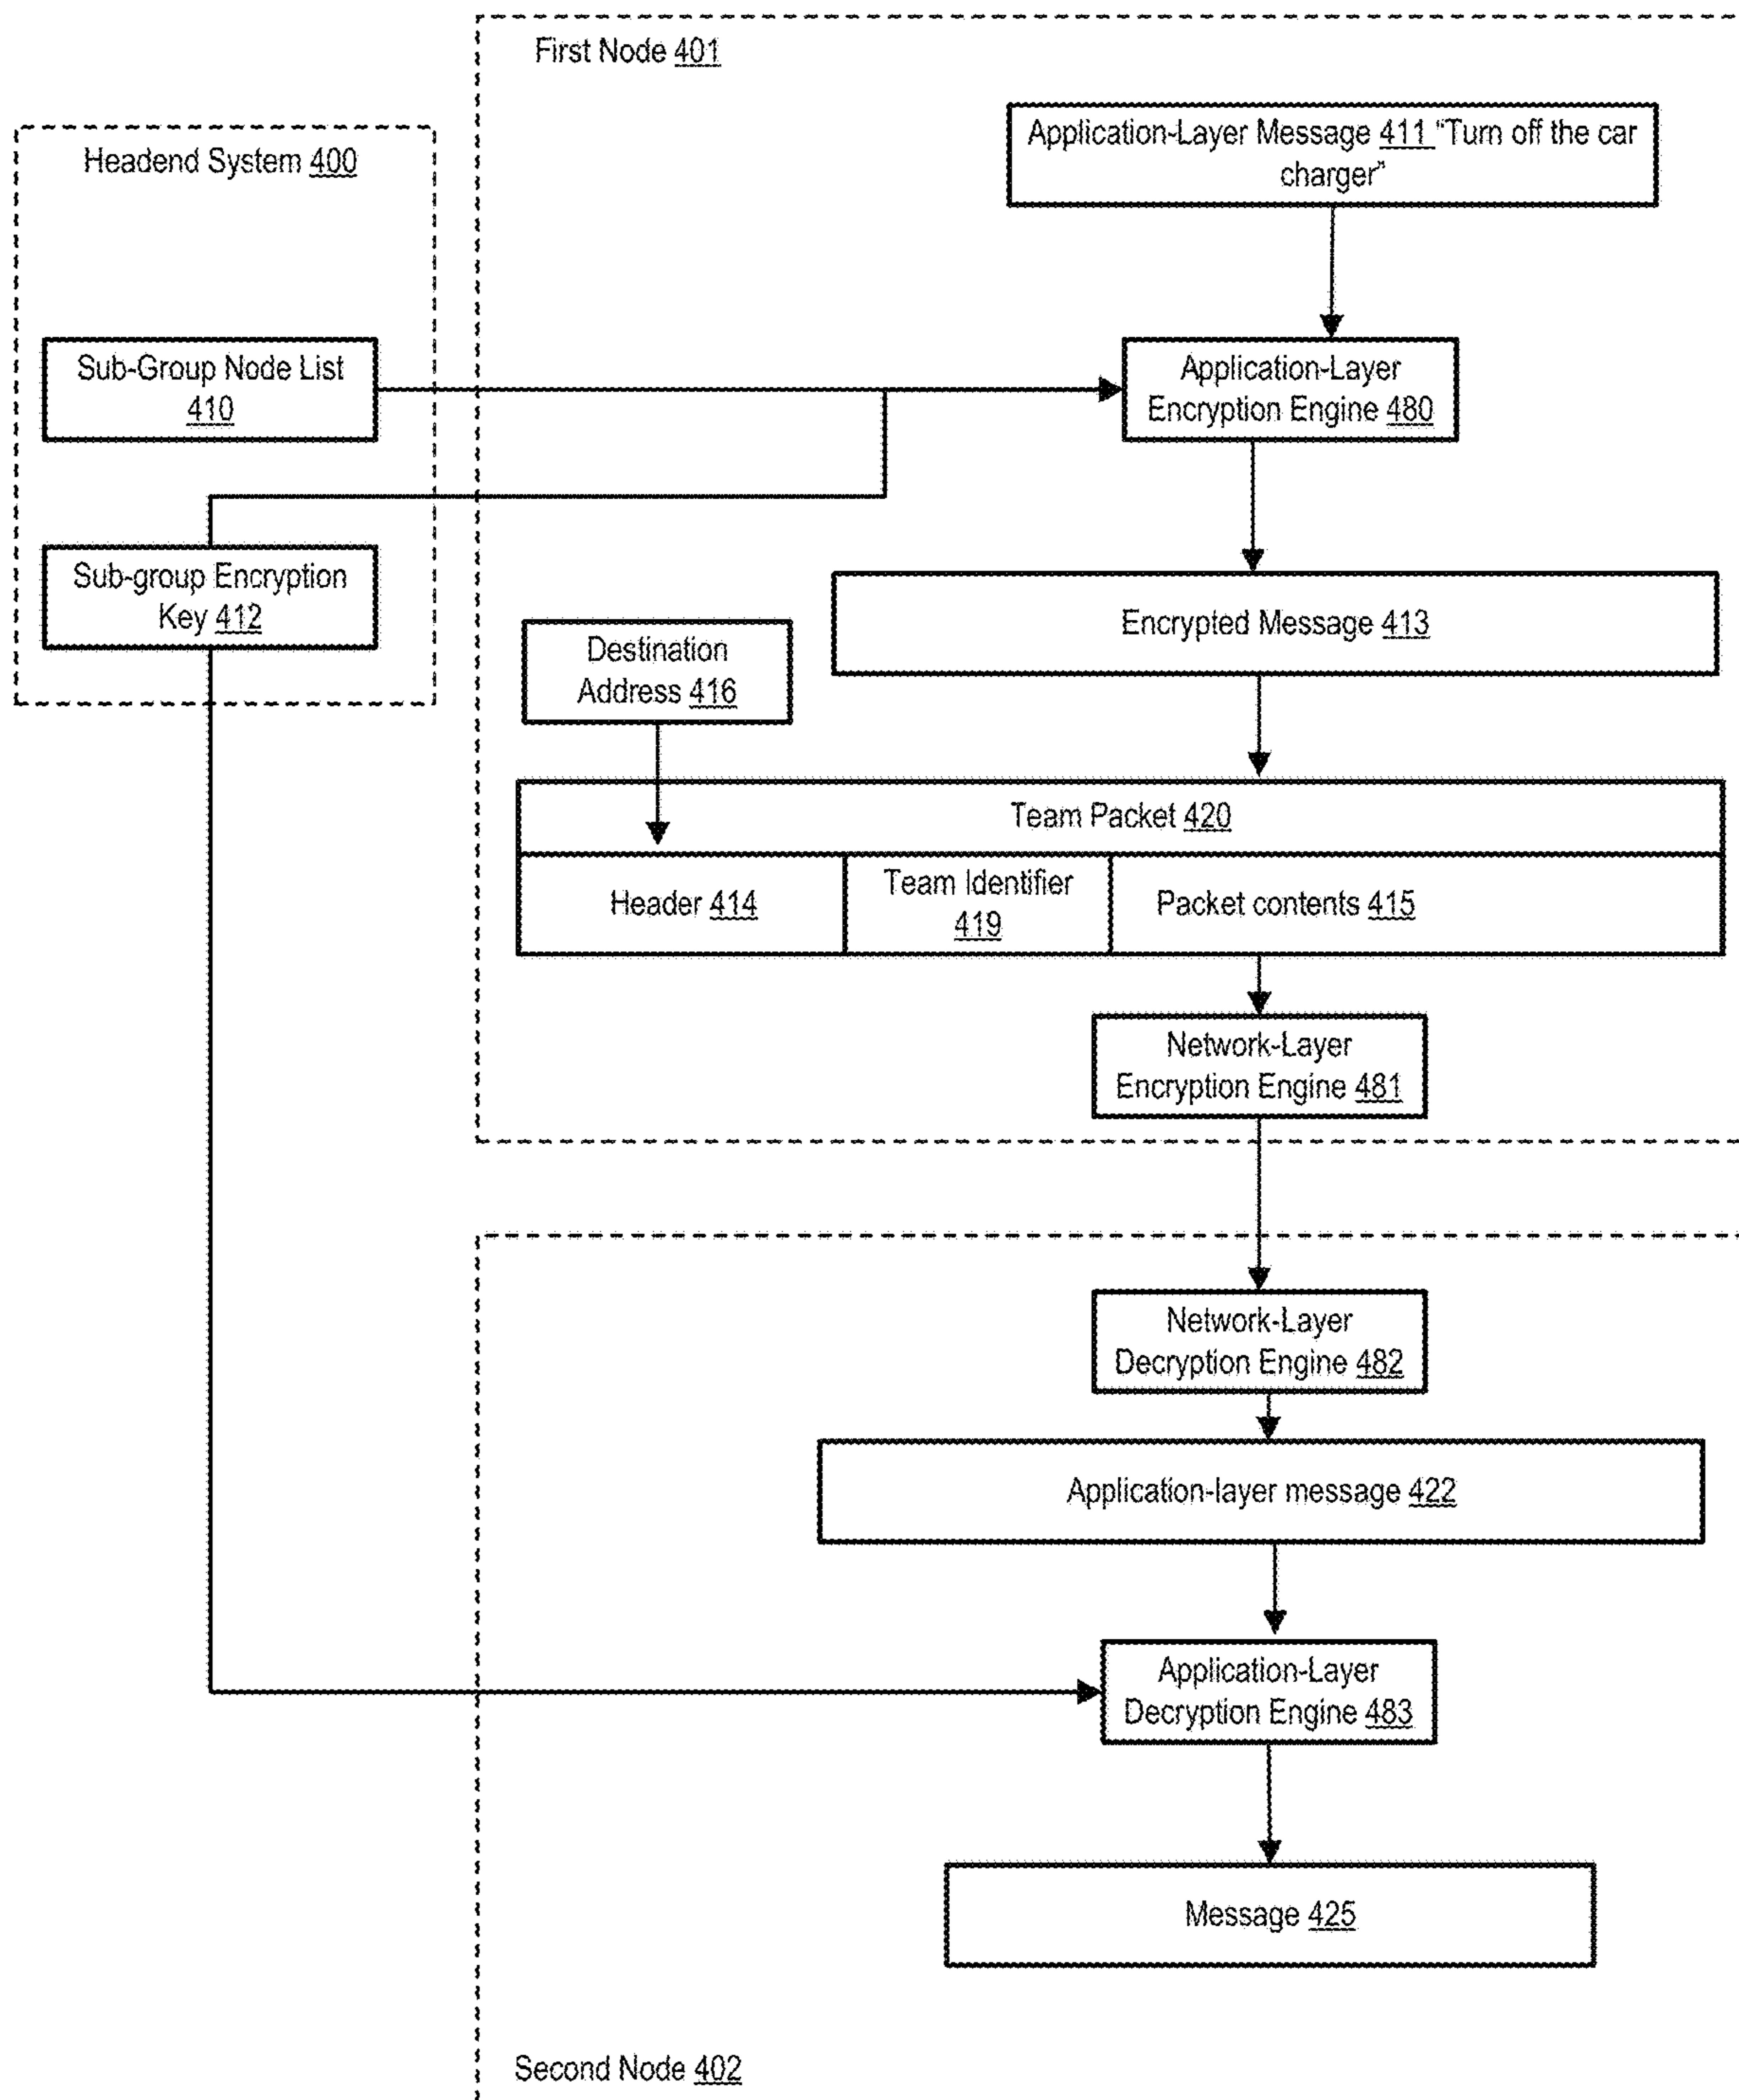 First Node 401
Headend System 400
Application-Layer Message 411 "Turn off the car
charger"
Sub-Group Node List
410
Application-Layer
Encryption Engine 480
Sub-group Encryption
Key 412
Encrypted Message 413
Destination
Address 416
Team Packet 420
Header 414
Team Identifier
419
Packet contents 415
Network-Layer
Encryption Engine 481
Network-Layer
Decryption Engine 482
Application-layer message 422
Application-Layer
Decryption Engine 483
Message 425
Second Node 402